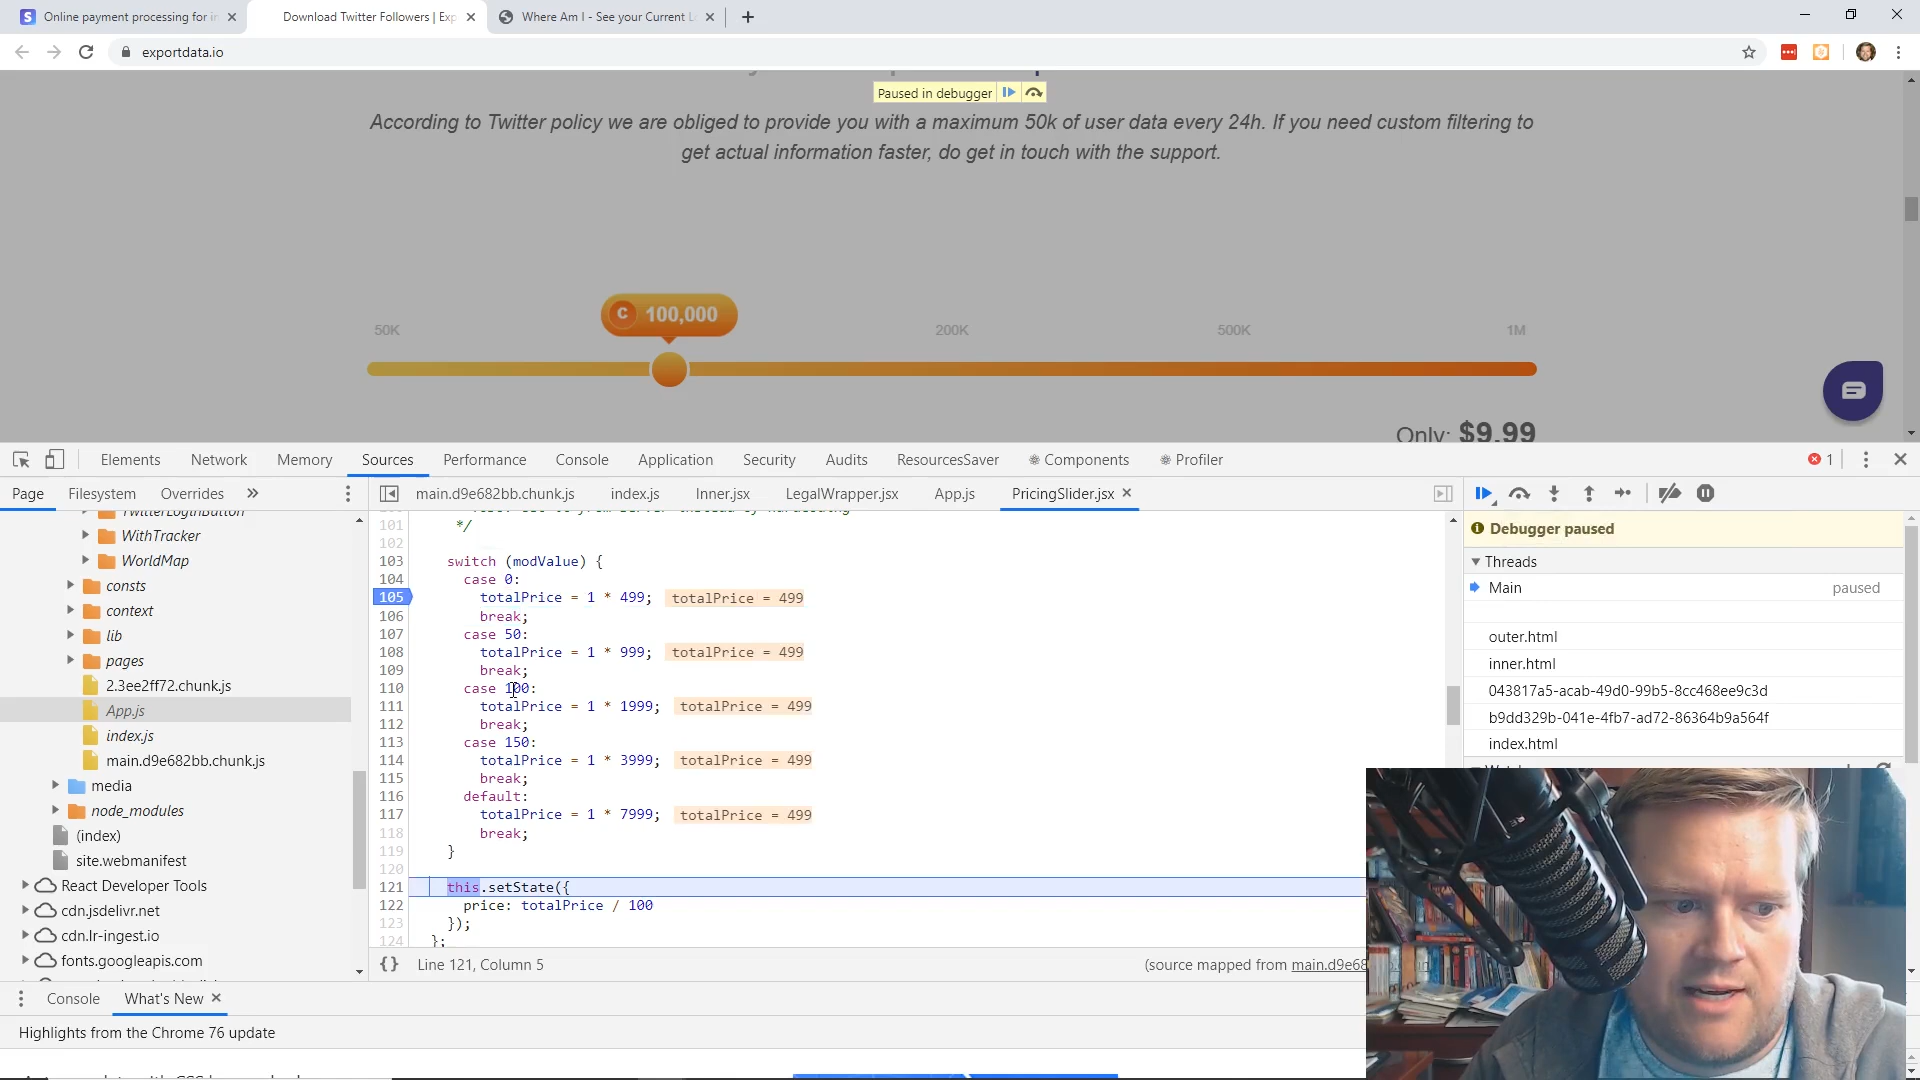 Online payment processing for in
Download Twitter Followers | Exp
Where Am I - See your Current L
exportdata.io
Paused in debugger
According to Twitter policy we are obliged to provide you with a maximum 50k of user data every 24h. If you need custom filtering to
get actual information faster, do get in touch with the support.
C 100,000
50K 200K 500K 1M
Only: $9.99
Elements Network Memory Sources Performance Console Application Security Audits ResourcesSaver Components Profiler 1
Page Filesystem Overrides »
main.d9e682bb.chunk.js index.js Inner.jsx LegalWrapper.jsx App.js PricingSlider.jsx
TwitterLoginButton
WithTracker
WorldMap
consts
context
lib
pages
2.3ee2ff72.chunk.js
App.js
index.js
main.d9e682bb.chunk.js
media
node_modules
(index)
site.webmanifest
React Developer Tools
cdn.jsdelivr.net
cdn.lr-ingest.io
fonts.googleapis.com
101 */
102
103 switch (modValue) {
104 case 0:
105 totalPrice = 1 * 499; totalPrice = 499
106 break;
107 case 50:
108 totalPrice = 1 * 999; totalPrice = 499
109 break;
110 case 100:
111 totalPrice = 1 * 1999; totalPrice = 499
112 break;
113 case 150:
114 totalPrice = 1 * 3999; totalPrice = 499
115 break;
116 default:
117 totalPrice = 1 * 7999; totalPrice = 499
118 break;
119 }
120
121 this.setState({
122 price: totalPrice / 100
123 });
124 };
{} Line 121, Column 5
(source mapped from main.d9e68
Debugger paused
Threads
Main paused
outer.html
inner.html
043817a5-acab-49d0-99b5-8cc468ee9c3d
b9dd329b-041e-4fb7-ad72-86364b9a564f
index.html
Console What's New
Highlights from the Chrome 76 update